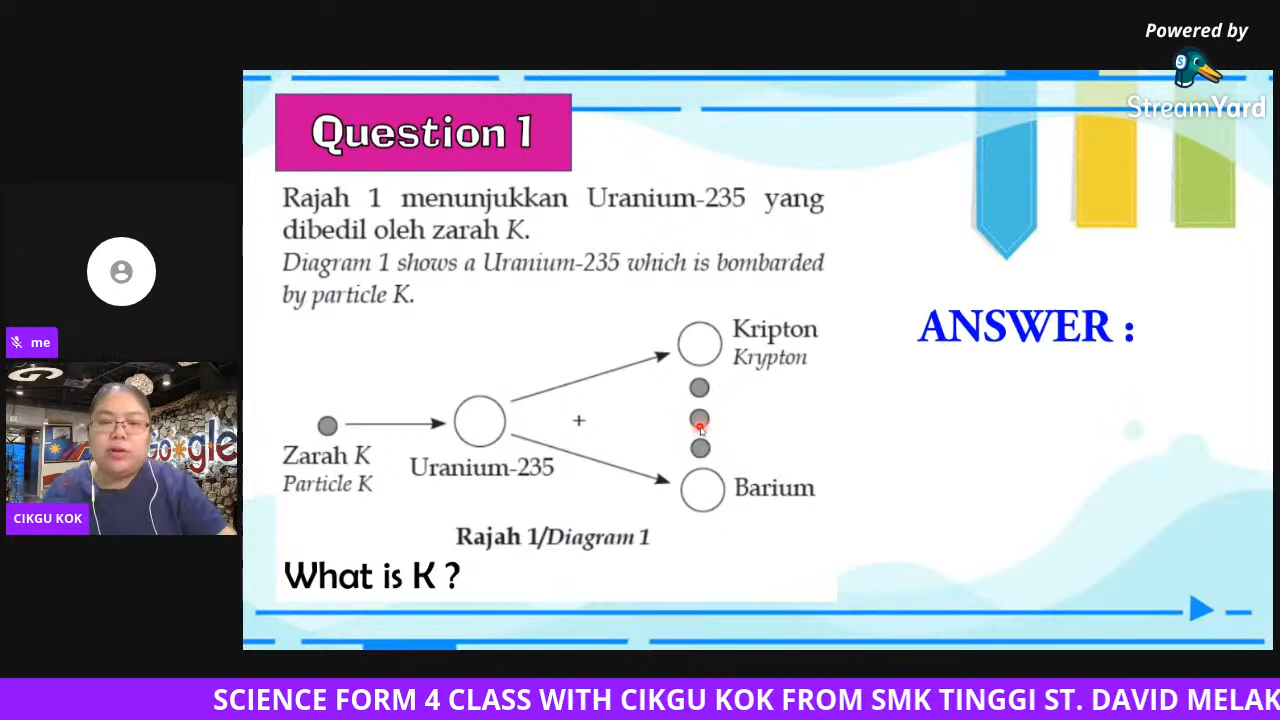 Powered by
StreamYard
Question 1
Rajah 1 menunjukkan Uranium-235 yang
dibedil oleh zarah K.
Diagram 1 shows a Uranium-235 which is bombarded
by particle K.
ANSWER :
Kripton
Krypton
+
Zarah K
Particle K
Uranium-235
Barium
Rajah 1/Diagram 1
What is K ?
me
Google
CIKGU KOK
SCIENCE FORM 4 CLASS WITH CIKGU KOK FROM SMK TINGGI ST. DAVID MELAK